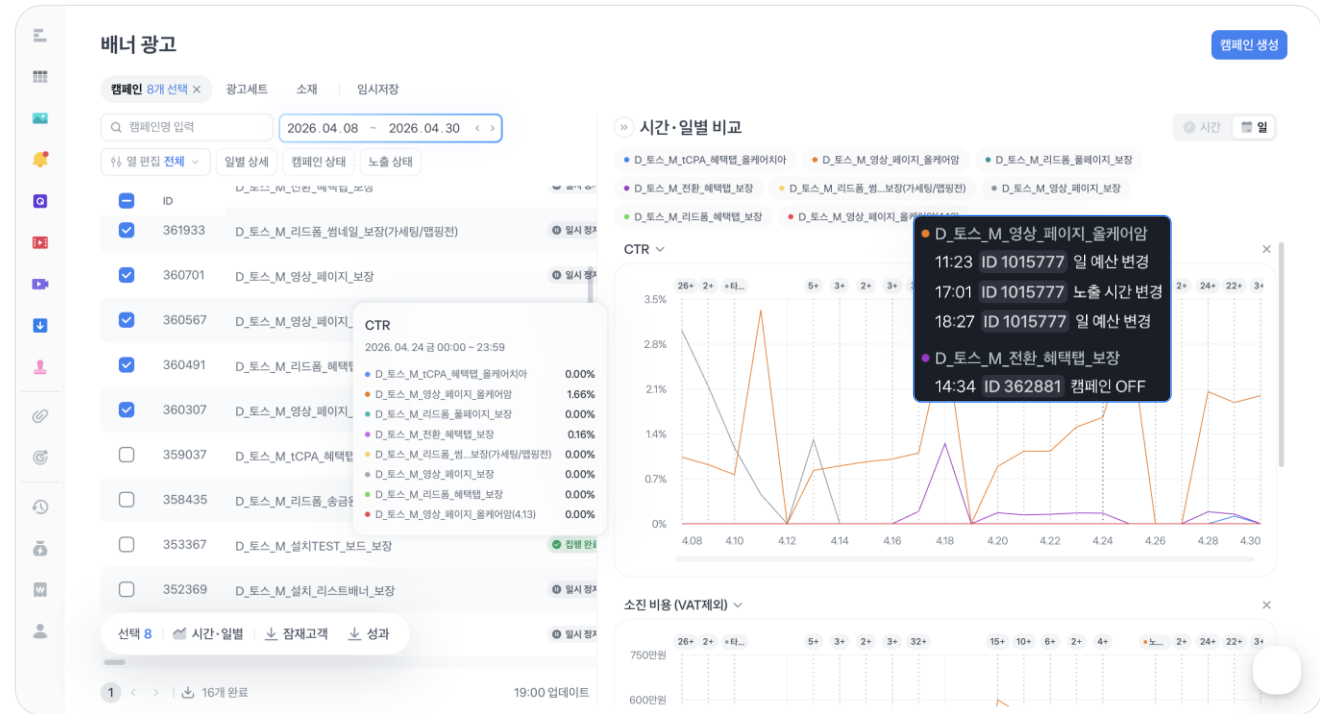 배너 광고
캠페인 생성
캠페인 8개 선택 ×
광고세트
소재
임시저장
캠페인명 입력
2026.04.08 ~ 2026.04.30
열 편집 전체
일별 상세
캠페인 상태
노출 상태
ID
361933 D_토스_M_리드폼_썸네일_보장(가세팅/맵핑전) 일시 정
360701 D_토스_M_영상_페이지_보장 일시 정
360567 D_토스_M_영상_페이지_
360491 D_토스_M_리드폼_혜택
360307 D_토스_M_영상_페이지_
359037 D_토스_M_tCPA_혜택
358435 D_토스_M_리드폼_송금
353367 D_토스_M_설치TEST_보드_보장 집행 완
352369 D_토스_M_설치_리스트배너_보장 일시 정
일시 정
CTR
2026. 04. 24 금 00:00 ~ 23:59
D_토스_M_tCPA_혜택탭_올케어치아 0.00%
D_토스_M_영상_페이지_올케어암 1.66%
D_토스_M_리드폼_풀페이지_보장 0.00%
D_토스_M_전환_혜택탭_보장 0.16%
D_토스_M_리드폼_썸...보장(가세팅/맵핑전) 0.00%
D_토스_M_영상_페이지_보장 0.00%
D_토스_M_리드폼_혜택탭_보장 0.00%
D_토스_M_영상_페이지_올케어암(4.13) 0.00%
선택 8 시간·일별 잠재고객 성과
1 16개 완료
19:00 업데이트
시간·일별 비교
시간 일
D_토스_M_tCPA_혜택탭_올케어치아 D_토스_M_영상_페이지_올케어암 D_토스_M_리드폼_풀페이지_보장
D_토스_M_전환_혜택탭_보장 D_토스_M_리드폼_썸...보장(가세팅/맵핑전) D_토스_M_영상_페이지_보장
D_토스_M_리드폼_혜택탭_보장 D_토스_M_영상_페이지_올케어암(4.13)
D_토스_M_영상_페이지_올케어암
11:23 ID 1015777 일 예산 변경
17:01 ID 1015777 노출 시간 변경
18:27 ID 1015777 일 예산 변경
D_토스_M_전환_혜택탭_보장
14:34 ID 362881 캠페인 OFF
CTR
26+ 2+ 타... 5+ 3+ 2+ 3+ 2+ 24+ 22+ 3+
3.5%
2.8%
2.1%
1.4%
0.7%
0%
4.08 4.10 4.12 4.14 4.16 4.18 4.20 4.22 4.24 4.26 4.28 4.30
소진 비용 (VAT제외)
26+ 2+ 타... 5+ 3+ 2+ 3+ 32+ 15+ 10+ 6+ 2+ 4+ 노... 2+ 24+ 22+ 3+
750만원
600만원